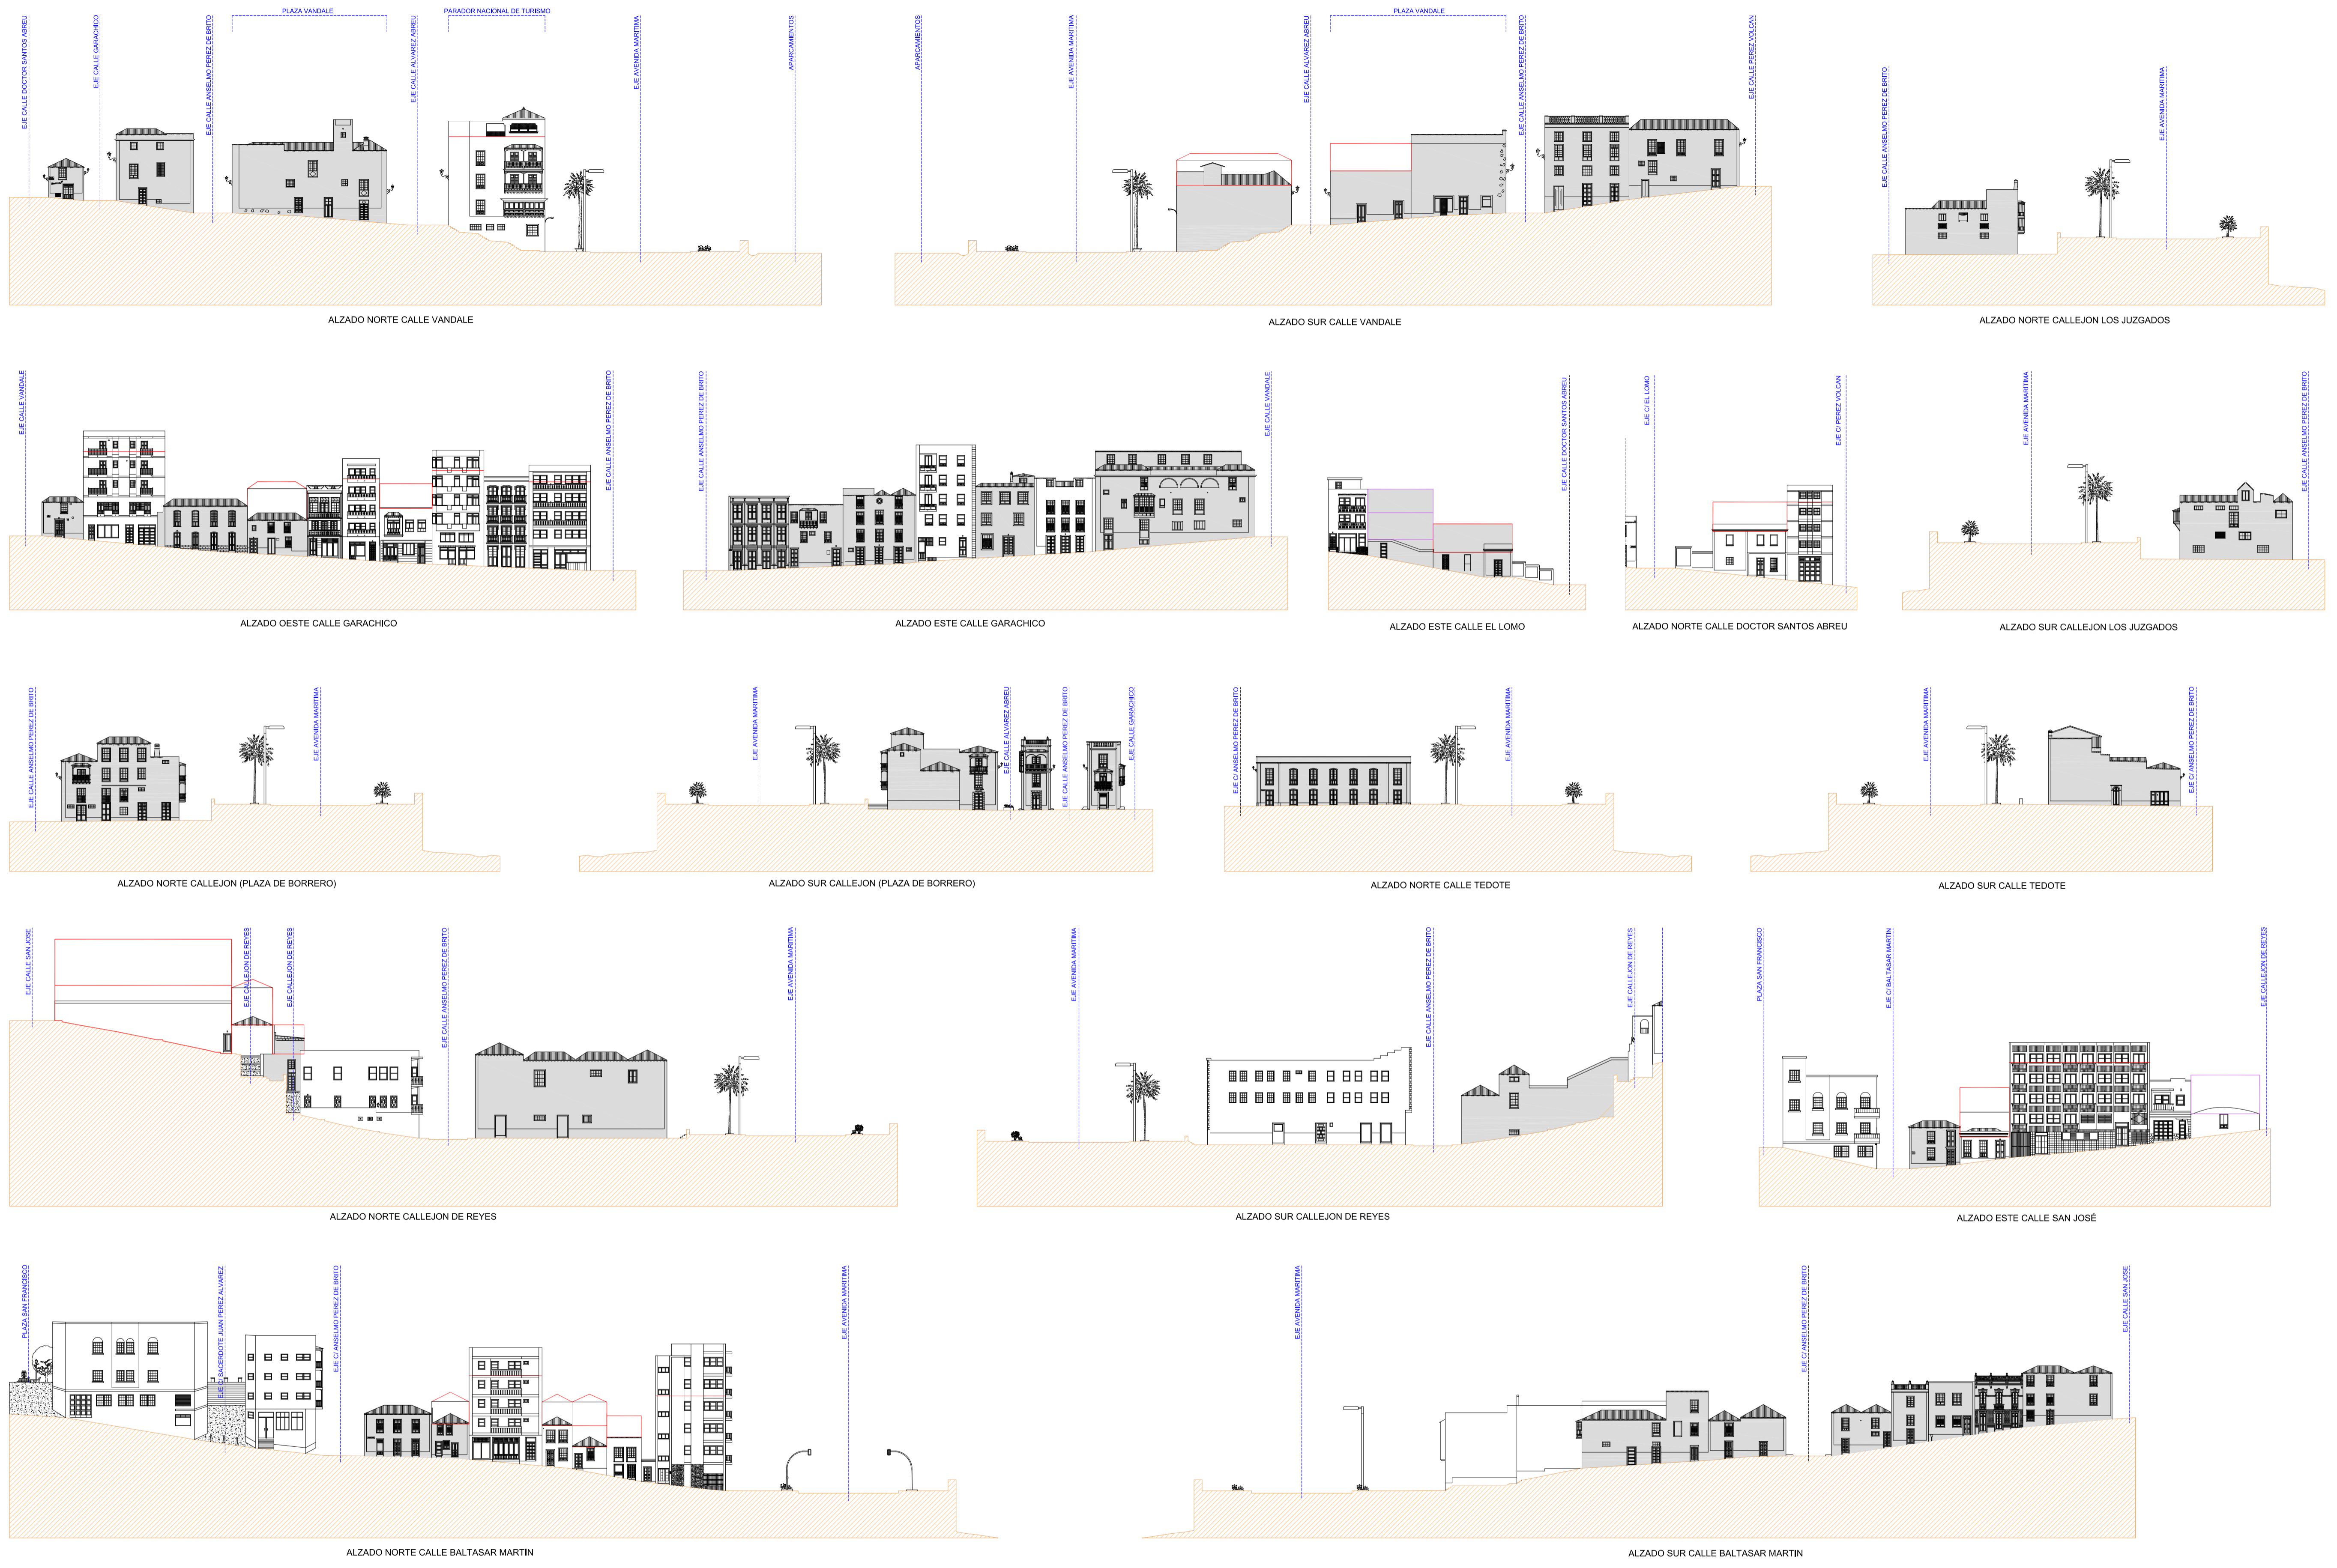 PLAZA VANDALE
PARADOR NACIONAL DE TURISMO
PLAZA VANDALE
EJE CALLE DOCTOR SANTOS ABREU
EJE CALLE GARACHICO
EJE CALLE ANSELMO PEREZ DE BRITO
EJE CALLE ALVAREZ ABREU
EJE AVENIDA MARITIMA
APARCAMIENTOS
APARCAMIENTOS
EJE AVENIDA MARITIMA
EJE CALLE ALVAREZ ABREU
EJE CALLE ANSELMO PEREZ DE BRITO
EJE CALLE PEREZ VOLCAN
EJE CALLE ANSELMO PEREZ DE BRITO
EJE AVENIDA MARITIMA
ALZADO NORTE CALLE VANDALE
ALZADO SUR CALLE VANDALE
ALZADO NORTE CALLEJON LOS JUZGADOS
EJE CALLE VANDALE
EJE CALLE ANSELMO PEREZ DE BRITO
EJE CALLE ANSELMO PEREZ DE BRITO
EJE CALLE VANDALE
EJE CALLE DOCTOR SANTOS ABREU
EJE C/ EL LOMO
EJE C/ PEREZ VOLCAN
EJE AVENIDA MARITIMA
EJE CALLE ANSELMO PEREZ DE BRITO
ALZADO OESTE CALLE GARACHICO
ALZADO ESTE CALLE GARACHICO
ALZADO ESTE CALLE EL LOMO
ALZADO NORTE CALLE DOCTOR SANTOS ABREU
ALZADO SUR CALLEJON LOS JUZGADOS
EJE CALLE ANSELMO PEREZ DE BRITO
EJE AVENIDA MARITIMA
EJE AVENIDA MARITIMA
EJE CALLE ALVAREZ ABREU
EJE CALLE ANSELMO PEREZ DE BRITO
EJE CALLE GARACHICO
EJE C/ ANSELMO PEREZ DE BRITO
EJE AVENIDA MARITIMA
EJE AVENIDA MARITIMA
EJE C/ ANSELMO PEREZ DE BRITO
ALZADO NORTE CALLEJON (PLAZA DE BORRERO)
ALZADO SUR CALLEJON (PLAZA DE BORRERO)
ALZADO NORTE CALLE TEDOTE
ALZADO SUR CALLE TEDOTE
EJE CALLE SAN JOSE
EJE CALLEJON DE REYES
EJE CALLEJON DE REYES
EJE CALLE ANSELMO PEREZ DE BRITO
EJE AVENIDA MARITIMA
EJE AVENIDA MARITIMA
EJE CALLE ANSELMO PEREZ DE BRITO
EJE CALLEJON DE REYES
PLAZA SAN FRANCISCO
EJE C/ BALTASAR MARTIN
EJE CALLEJON DE REYES
ALZADO NORTE CALLEJON DE REYES
ALZADO SUR CALLEJON DE REYES
ALZADO ESTE CALLE SAN JOSÉ
PLAZA SAN FRANCISCO
EJE C/ SACERDOTE JUAN PEREZ ALVAREZ
EJE C/ ANSELMO PEREZ DE BRITO
EJE AVENIDA MARITIMA
EJE AVENIDA MARITIMA
EJE C/ ANSELMO PEREZ DE BRITO
EJE CALLE SAN JOSE
ALZADO NORTE CALLE BALTASAR MARTIN
ALZADO SUR CALLE BALTASAR MARTIN